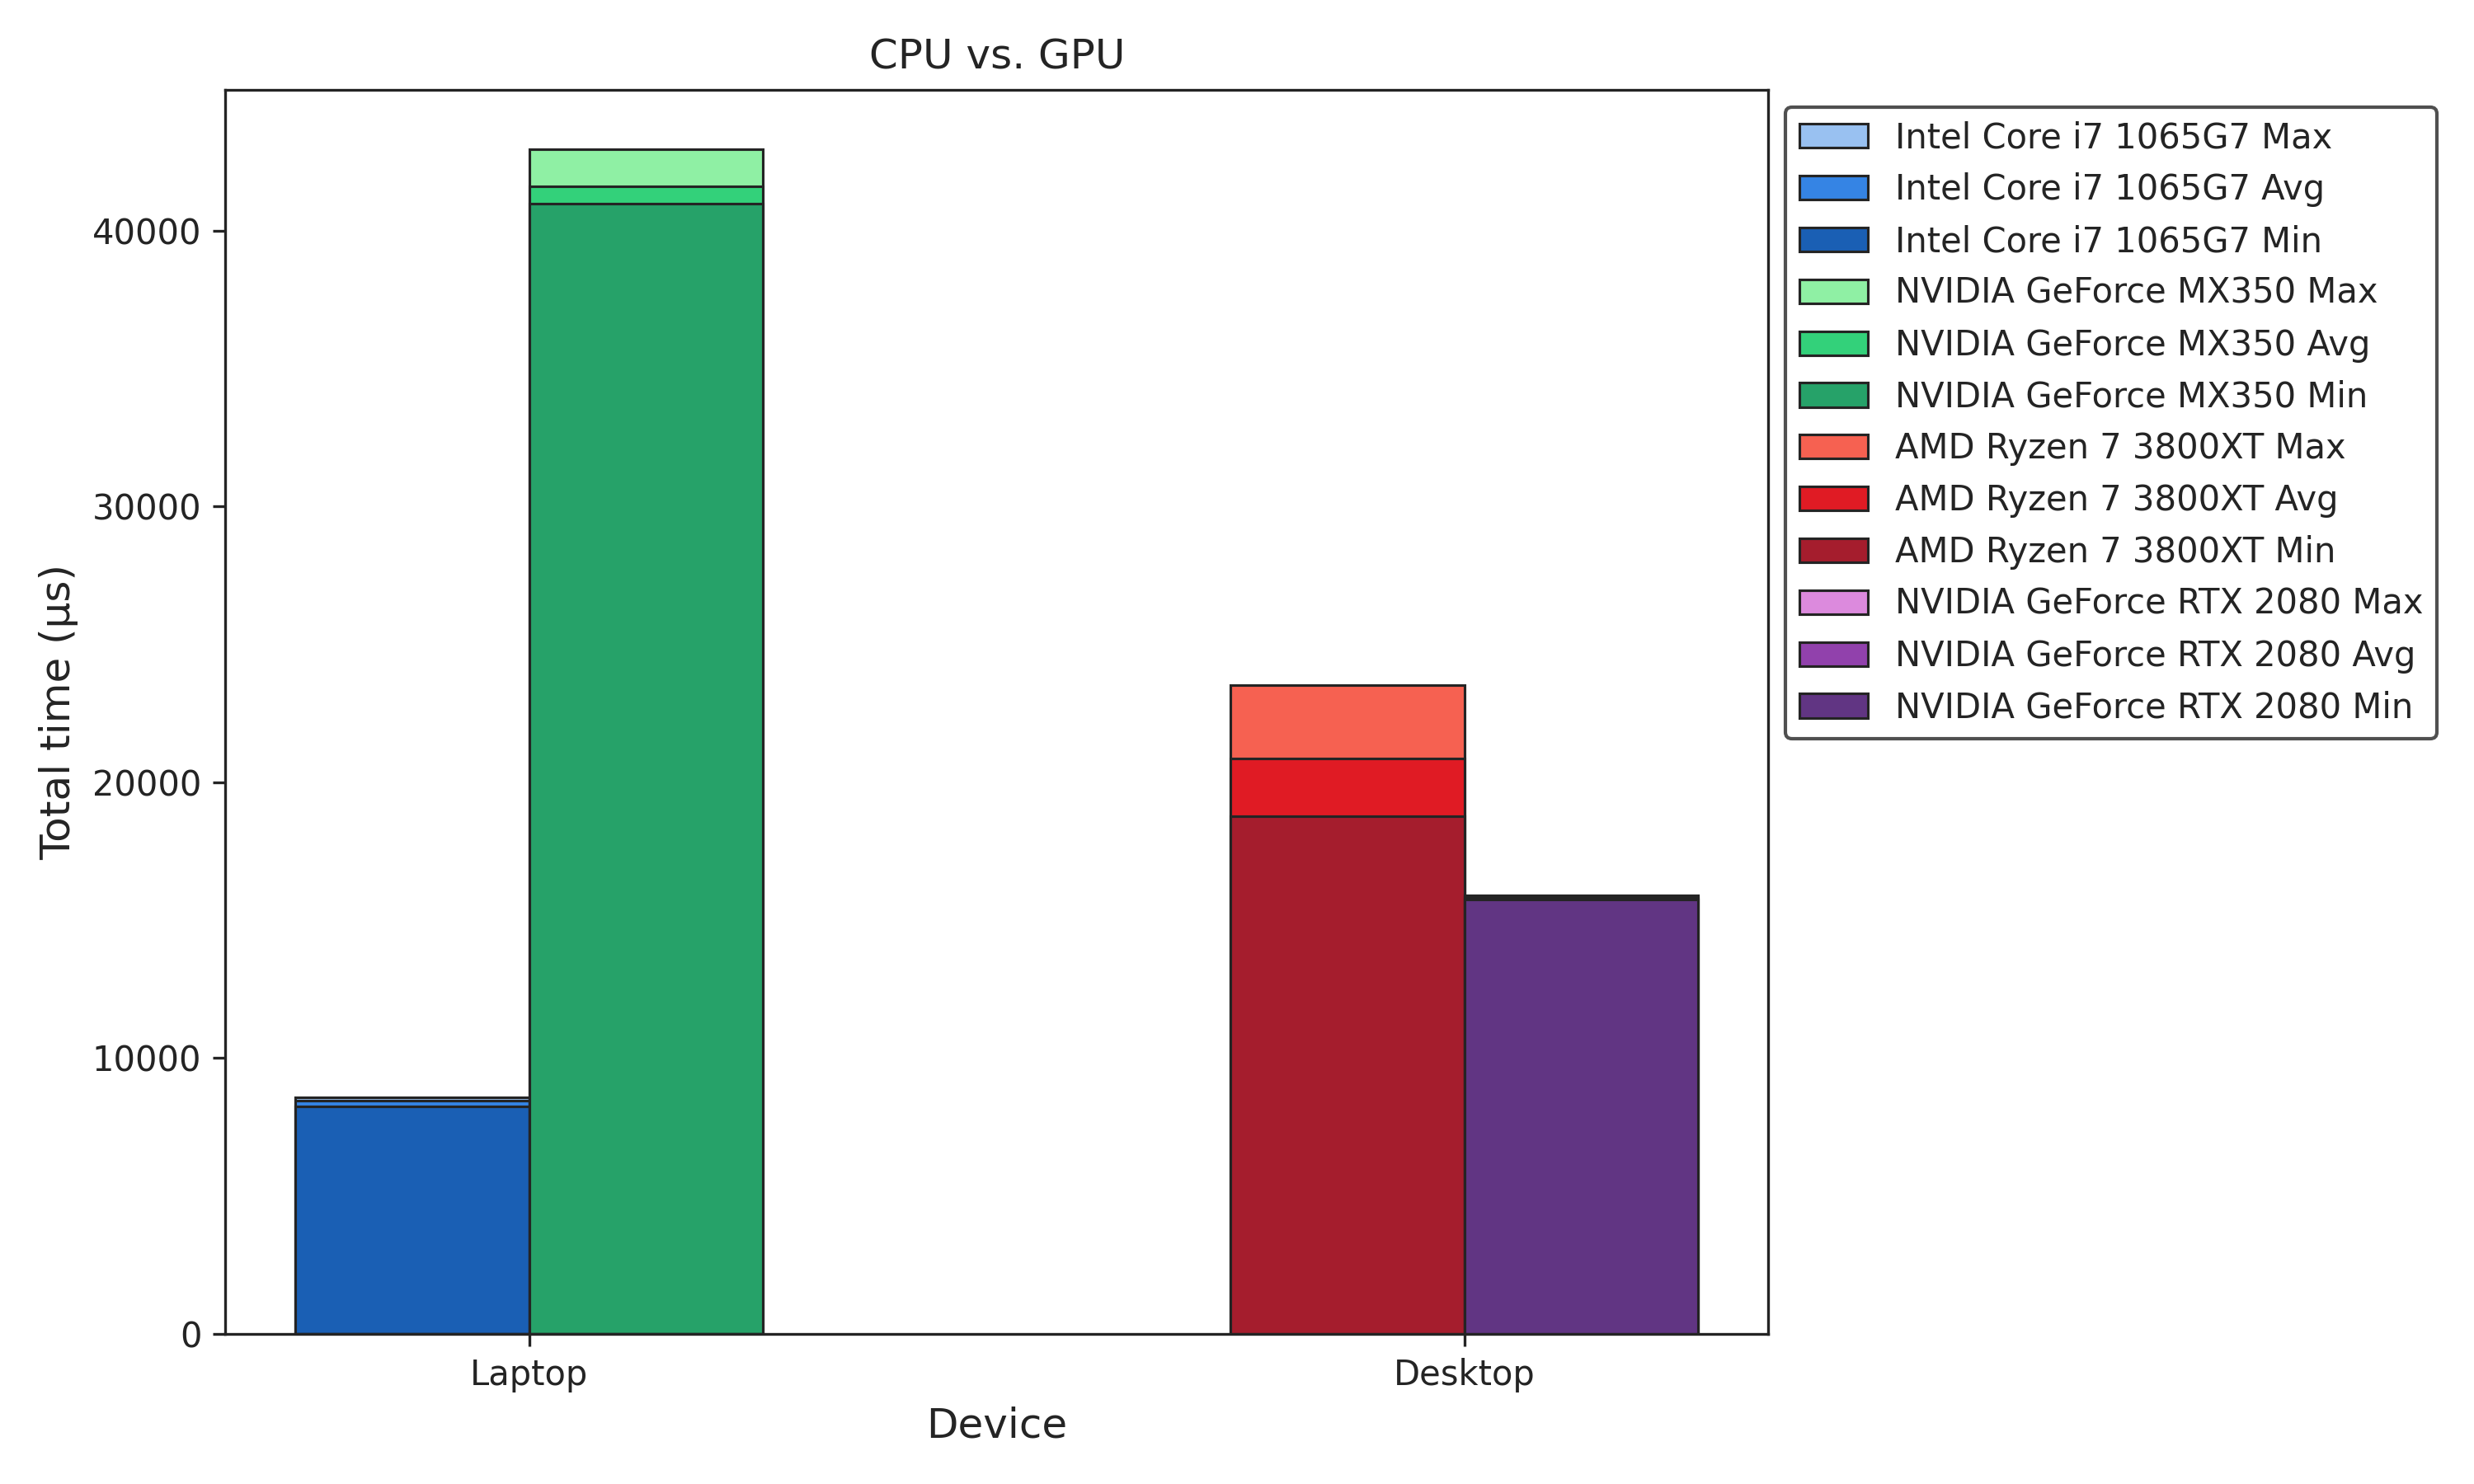 CPU vs. GPU
Total time (µs)
40000
30000
20000
10000
0
Laptop
Desktop
Device
Intel Core i7 1065G7 Max
Intel Core i7 1065G7 Avg
Intel Core i7 1065G7 Min
NVIDIA GeForce MX350 Max
NVIDIA GeForce MX350 Avg
NVIDIA GeForce MX350 Min
AMD Ryzen 7 3800XT Max
AMD Ryzen 7 3800XT Avg
AMD Ryzen 7 3800XT Min
NVIDIA GeForce RTX 2080 Max
NVIDIA GeForce RTX 2080 Avg
NVIDIA GeForce RTX 2080 Min